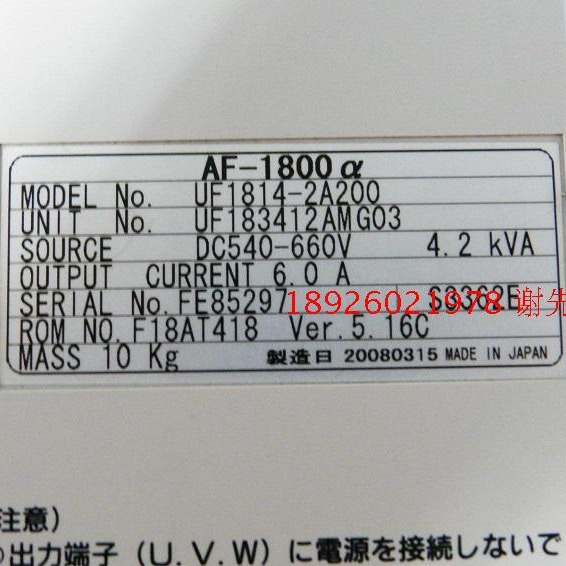 AF-1800α
MODEL No. UF1814-2A200
UNIT No. UF183412AMG03
SOURCE DC540-660V 4.2 kVA
OUTPUT CURRENT 6.0 A
SERIAL No. FE85297 S3362E
18926021978 谢先
ROM NO. F18AT418 Ver. 5.16C
MASS 10 Kg 製造日 20080315 MADE IN JAPAN
注意)
出力端子 (U.V.W) に電源を接続しないで